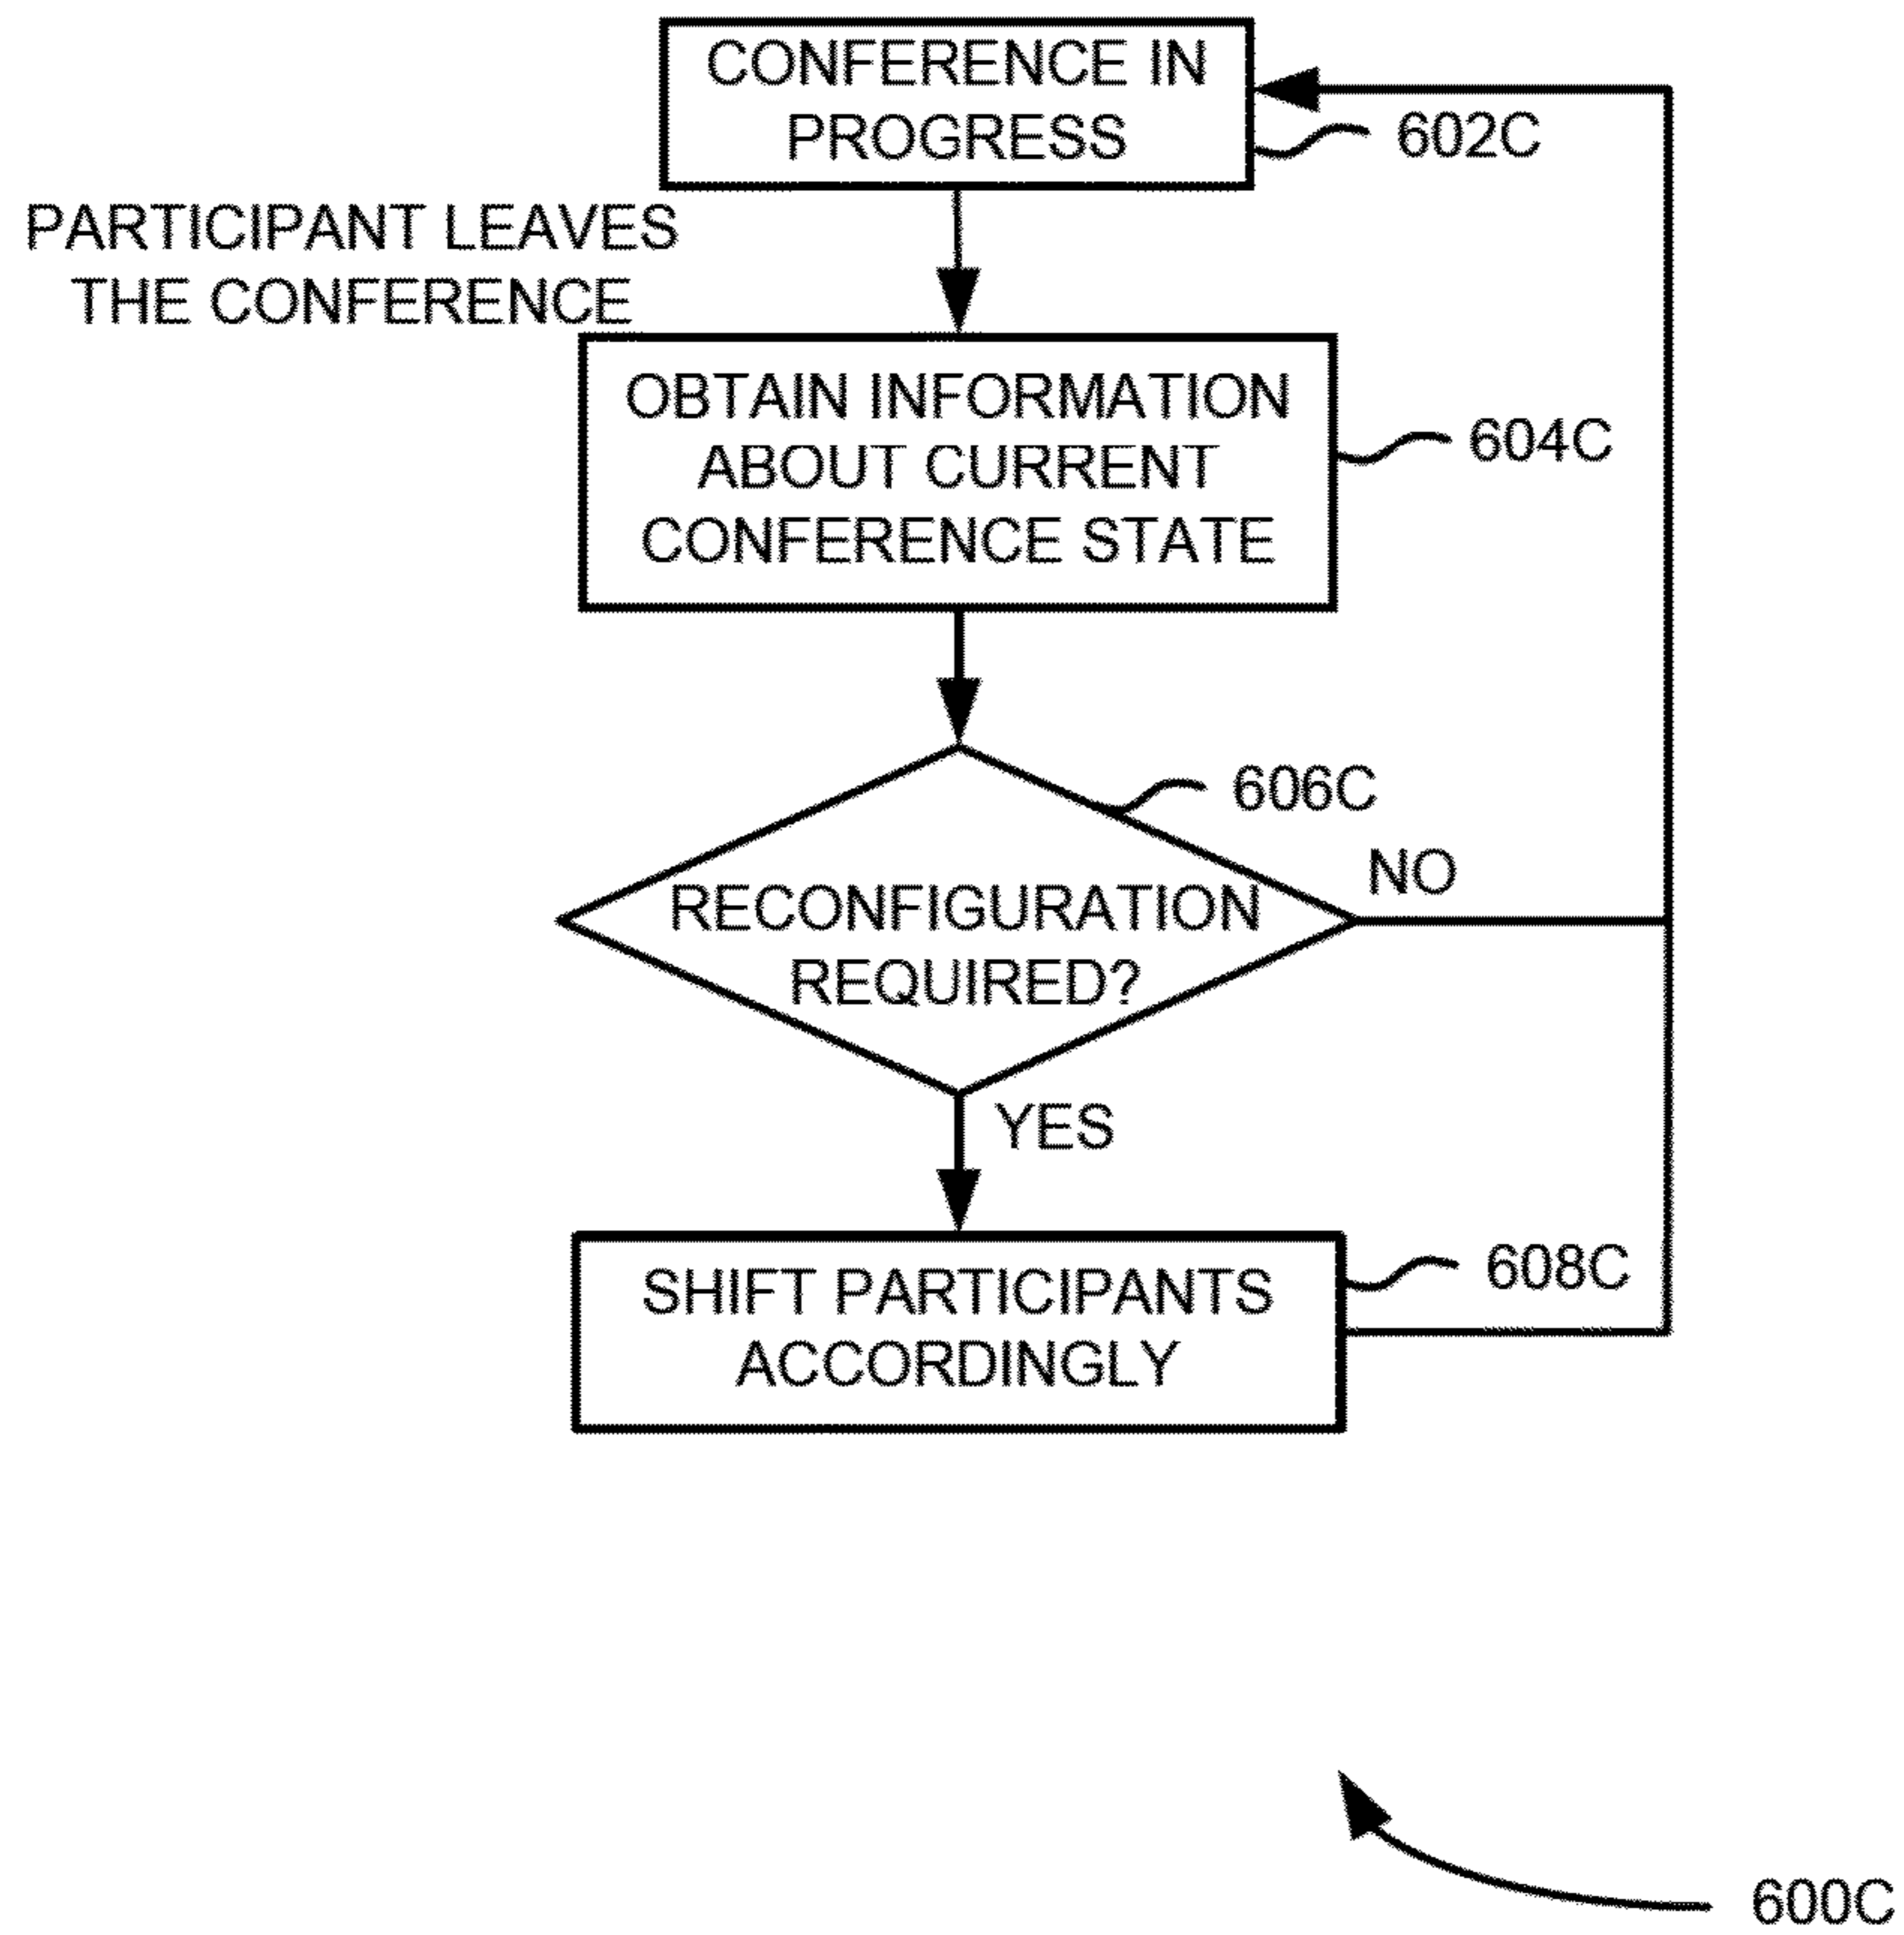 CONFERENCE IN
PROGRESS
602C
PARTICIPANT LEAVES
THE CONFERENCE
OBTAIN INFORMATION
ABOUT CURRENT
CONFERENCE STATE
604C
606C
RECONFIGURATION
REQUIRED?
NO
YES
SHIFT PARTICIPANTS
ACCORDINGLY
608C
600C